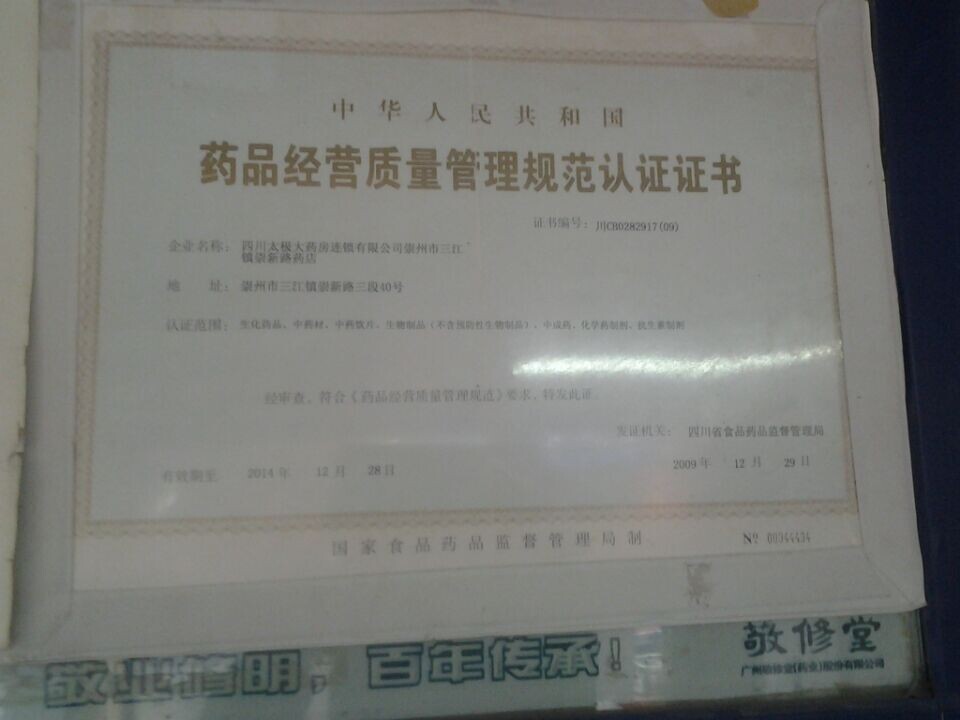 中华人民共和国
药品经营质量管理规范认证证书
证书编号：川CB0282917(09)
企业名称：四川太极大药房连锁有限公司崇州市三江
镇崇新路药店
地 址：崇州市三江镇崇新路三段40号
认证范围：生化药品、中药材、中药饮片、生物制品（不含预防性生物制品）、中成药、化学药制剂、抗生素制剂
经审查，符合《药品经营质量管理规范》要求，特发此证。
发证机关：四川省食品药品监督管理局
有效期至 2014年 12月 28日
2009年 12月 29日
国家食品药品监督管理局制
№ 00344434
敬业修明，百年传承！
敬修堂
广州敬修堂(药业)股份有限公司